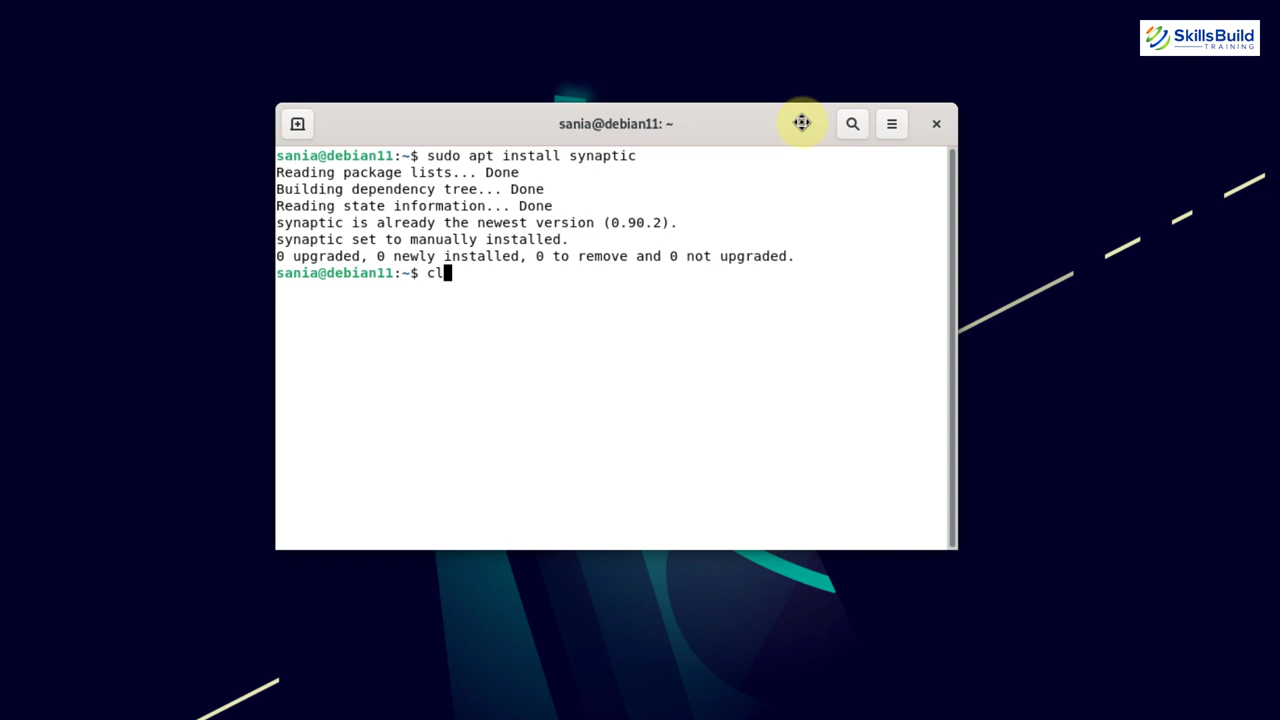 SkillsBuild
TRAINING
sania@debian11: ~
sania@debian11:~$ sudo apt install synaptic
Reading package lists... Done
Building dependency tree... Done
Reading state information... Done
synaptic is already the newest version (0.90.2).
synaptic set to manually installed.
0 upgraded, 0 newly installed, 0 to remove and 0 not upgraded.
sania@debian11:~$ cl